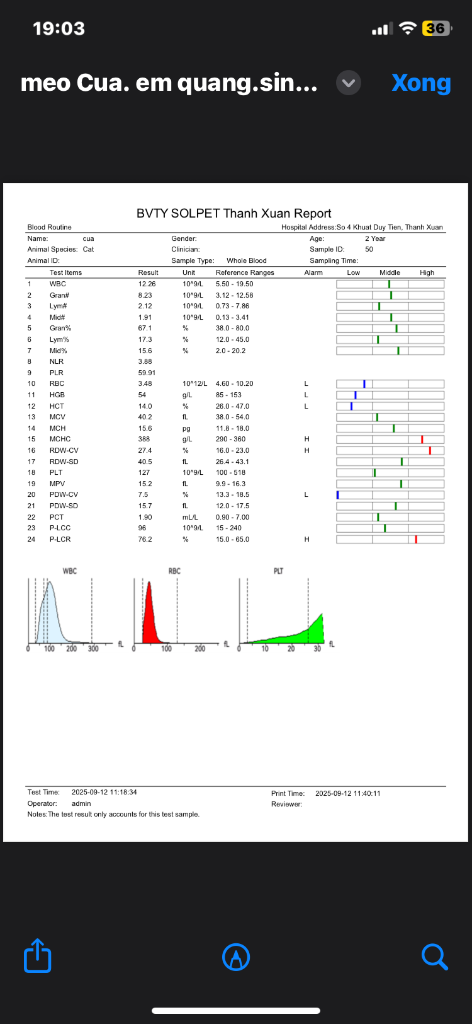 19:03
36
meo Cua. em quang.sin...
Xong
BVTY SOLPET Thanh Xuan Report
Blood Routine Hospital Address:So 4 Khuat Duy Tien, Thanh Xuan
Name: cua Gender: Age: 2 Year
Animal Species: Cat Clinician: Sample ID: 50
Animal ID: Sample Type: Whole Blood Sampling Time:
Test Items Result Unit Reference Ranges Alarm Low Middle High
1 WBC 12.26 10^9/L 5.50 - 19.50
2 Gran# 8.23 10^9/L 3.12 - 12.58
3 Lym# 2.12 10^9/L 0.73 - 7.86
4 Mid# 1.91 10^9/L 0.13 - 3.41
5 Gran% 67.1 % 38.0 - 80.0
6 Lym% 17.3 % 12.0 - 45.0
7 Mid% 15.6 % 2.0 - 20.2
8 NLR 3.88
9 PLR 59.91
10 RBC 3.48 10^12/L 4.60 - 10.20 L
11 HGB 54 g/L 85 - 153 L
12 HCT 14.0 % 26.0 - 47.0 L
13 MCV 40.2 fL 38.0 - 54.0
14 MCH 15.6 pg 11.8 - 18.0
15 MCHC 388 g/L 290 - 360 H
16 RDW-CV 27.4 % 16.0 - 23.0 H
17 RDW-SD 40.5 fL 26.4 - 43.1
18 PLT 127 10^9/L 100 - 518
19 MPV 15.2 fL 9.9 - 16.3
20 PDW-CV 7.5 % 13.3 - 18.5 L
21 PDW-SD 15.7 fL 12.0 - 17.5
22 PCT 1.90 mL/L 0.90 - 7.00
23 P-LCC 96 10^9/L 15 - 240
24 P-LCR 76.2 % 15.0 - 65.0 H
WBC RBC PLT
0 100 200 300 fL 0 100 200 fL 0 10 20 30 fL
Test Time: 2025-09-12 11:18:34 Print Time: 2025-09-12 11:40:11
Operator: admin Reviewer:
Notes:The test result only accounts for this test sample.